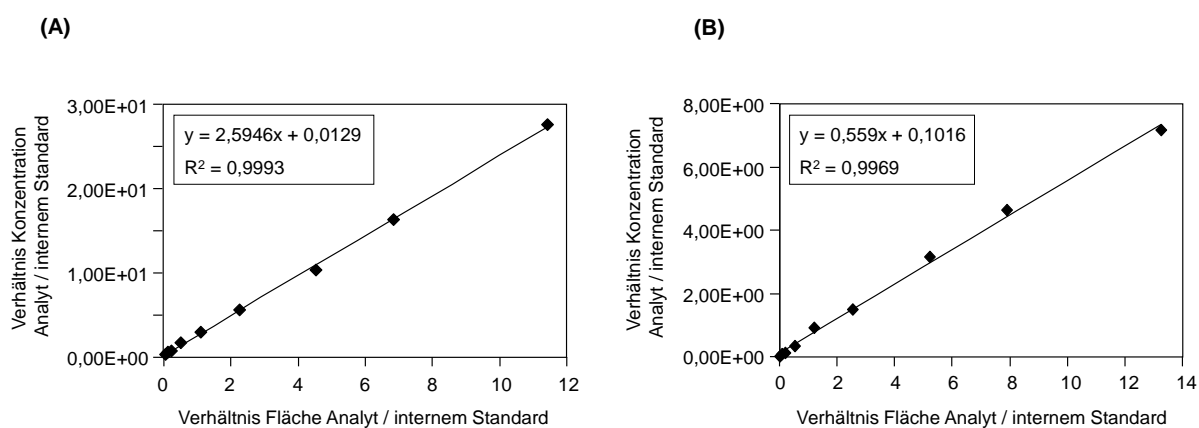 (A)
3,00E+01
2,00E+01
1,00E+01
0,00E+00
Verhältnis Konzentration
Analyt / internem Standard
y = 2,5946x + 0,0129
R² = 0,9993
0 2 4 6 8 10 12
Verhältnis Fläche Analyt / internem Standard
(B)
8,00E+00
6,00E+00
4,00E+00
2,00E+00
0,00E+00
Verhältnis Konzentration
Analyt / internem Standard
y = 0,559x + 0,1016
R² = 0,9969
0 2 4 6 8 10 12 14
Verhältnis Fläche Analyt / internem Standard